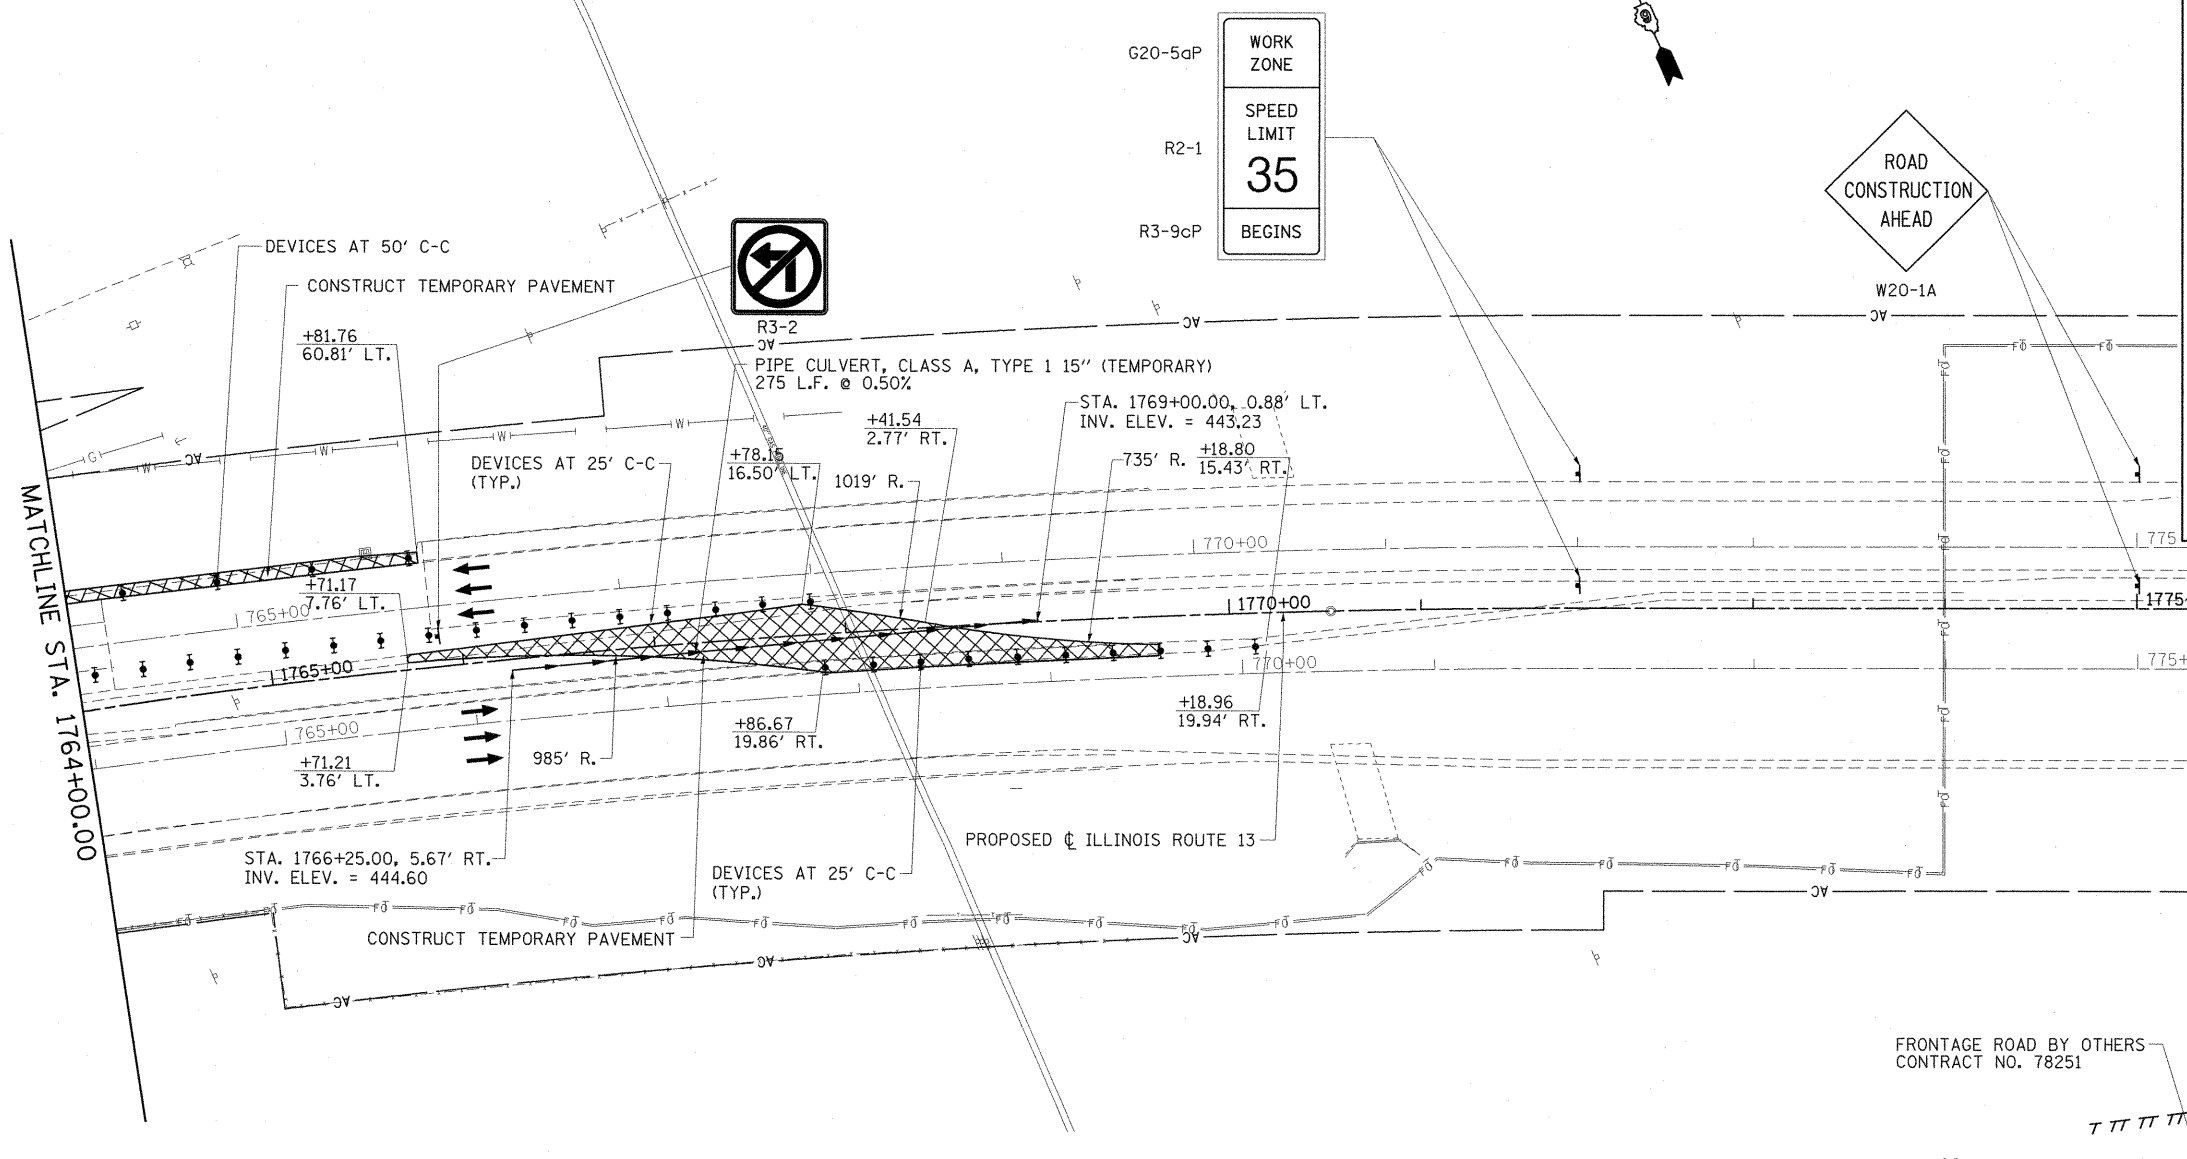 G20-5aP
WORK
ZONE
R2-1
SPEED
LIMIT
35
R3-9cP
BEGINS
ROAD
CONSTRUCTION
AHEAD
W20-1A
DEVICES AT 50' C-C
CONSTRUCT TEMPORARY PAVEMENT
+81.76
60.81' LT.
R3-2
PIPE CULVERT, CLASS A, TYPE 1 15" (TEMPORARY)
275 L.F. @ 0.50%
STA. 1769+00.00, 0.88' LT.
INV. ELEV. = 443.23
+41.54
2.77' RT.
DEVICES AT 25' C-C
(TYP.)
+78.15
16.50' LT.
1019' R.
735' R.
+18.80
15.43' RT.
MATCHLINE STA. 1764+00.00
+71.17
7.76' LT.
765+00
770+00
775
1765+00
1770+00
1775
765+00
770+00
775+
+71.21
3.76' LT.
985' R.
+86.67
19.86' RT.
+18.96
19.94' RT.
STA. 1766+25.00, 5.67' RT.
INV. ELEV. = 444.60
DEVICES AT 25' C-C
(TYP.)
PROPOSED ℄ ILLINOIS ROUTE 13
CONSTRUCT TEMPORARY PAVEMENT
AC
AC
AC
AC
G
W
W
W
W
FO
FO
FRONTAGE ROAD BY OTHERS
CONTRACT NO. 78251